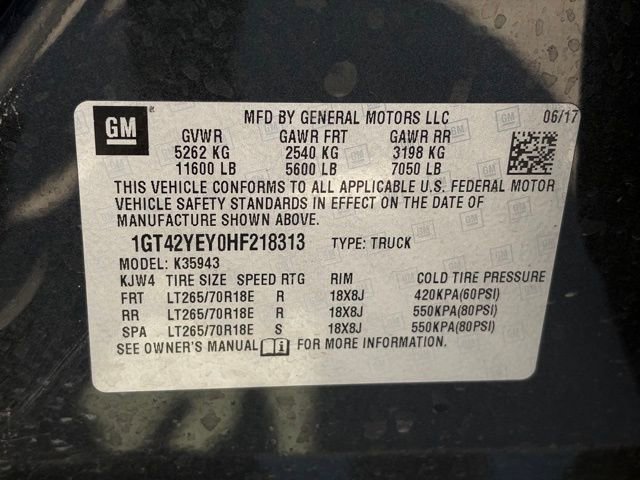 GM
MFD BY GENERAL MOTORS LLC 06/17
GVWR GAWR FRT GAWR RR
5262 KG 2540 KG 3198 KG
11600 LB 5600 LB 7050 LB
THIS VEHICLE CONFORMS TO ALL APPLICABLE U.S. FEDERAL MOTOR
VEHICLE SAFETY STANDARDS IN EFFECT ON THE DATE OF
MANUFACTURE SHOWN ABOVE.
1GT42YEY0HF218313 TYPE: TRUCK
MODEL: K35943
KJW4 TIRE SIZE SPEED RTG RIM COLD TIRE PRESSURE
FRT LT265/70R18E R 18X8J 420KPA(60PSI)
RR LT265/70R18E R 18X8J 550KPA(80PSI)
SPA LT265/70R18E S 18X8J 550KPA(80PSI)
SEE OWNER'S MANUAL FOR MORE INFORMATION.